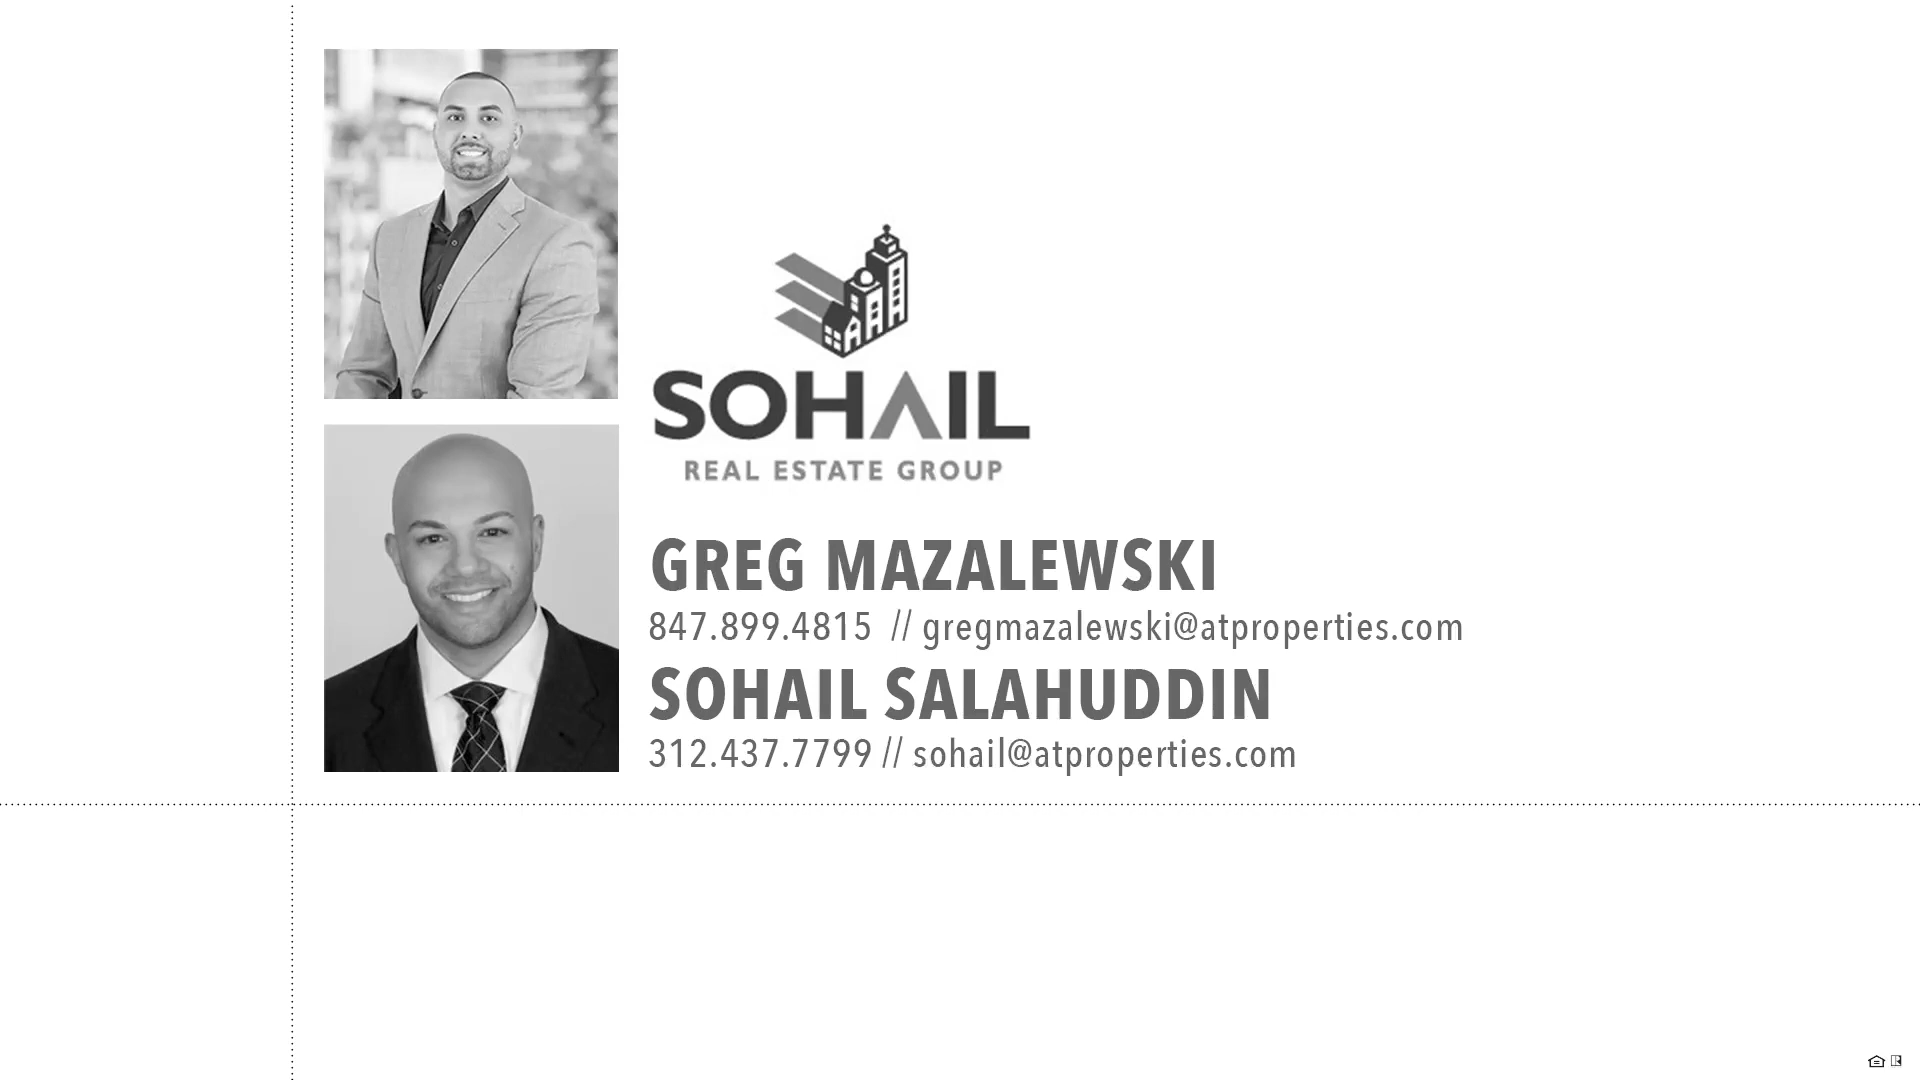 SOHAIL
REAL ESTATE GROUP
GREG MAZALEWSKI
847.899.4815 // gregmazalewski@atproperties.com
SOHAIL SALAHUDDIN
312.437.7799 // sohail@atproperties.com